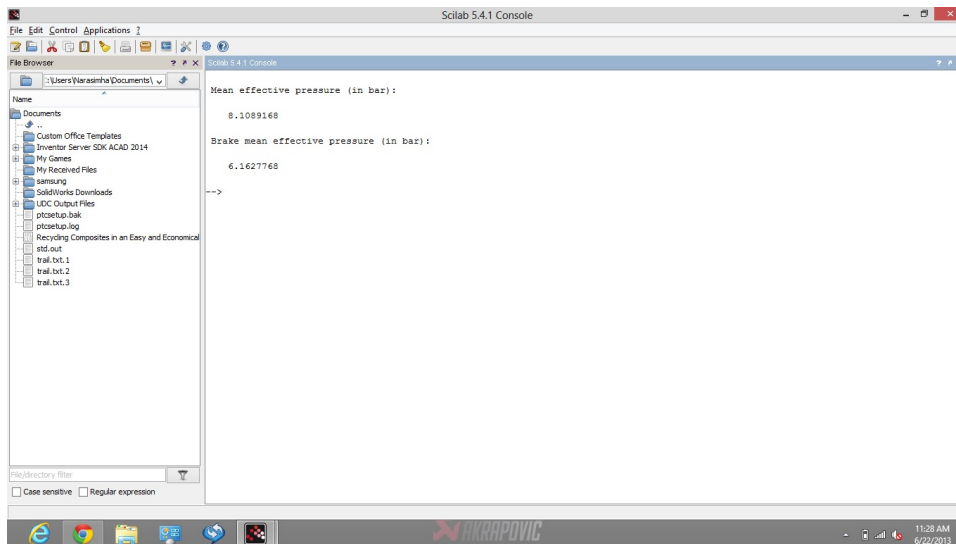 Scilab 5.4.1 Console
File Edit Control Applications ?
File Browser
Scilab 5.4.1 Console
:\Users\Narasimha\Documents\
Name
Documents
..
Custom Office Templates
Inventor Server SDK ACAD 2014
My Games
My Received Files
samsung
SolidWorks Downloads
UDC Output Files
ptcsetup.bak
ptcsetup.log
Recycling Composites in an Easy and Economical
std.out
trail.txt.1
trail.txt.2
trail.txt.3
Mean effective pressure (in bar):
8.1089168
Brake mean effective pressure (in bar):
6.1627768
-->
File/directory filter
Case sensitive Regular expression
AKRAPOVIC
11:28 AM
6/22/2013